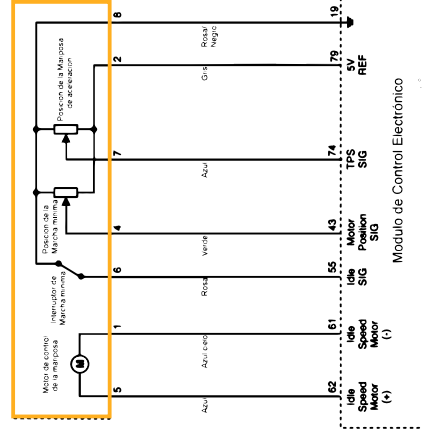 8
Rosa/
Negro
19
2
Gris
79
5V
REF
Posicion de la Mariposa
de aceleracion
7
Azul
74
TPS
SIG
Posicion de la
Marcha minima
4
Verde
43
Motor
Position
SIG
Interruptor de
Marcha minima
6
Rosa
55
Idle
SIG
Motor de control
de la mariposa
M
1
61
Idle
Speed
Motor
(-)
5
Azul
62
Idle
Speed
Motor
(+)
Modulo de Control Electrónico